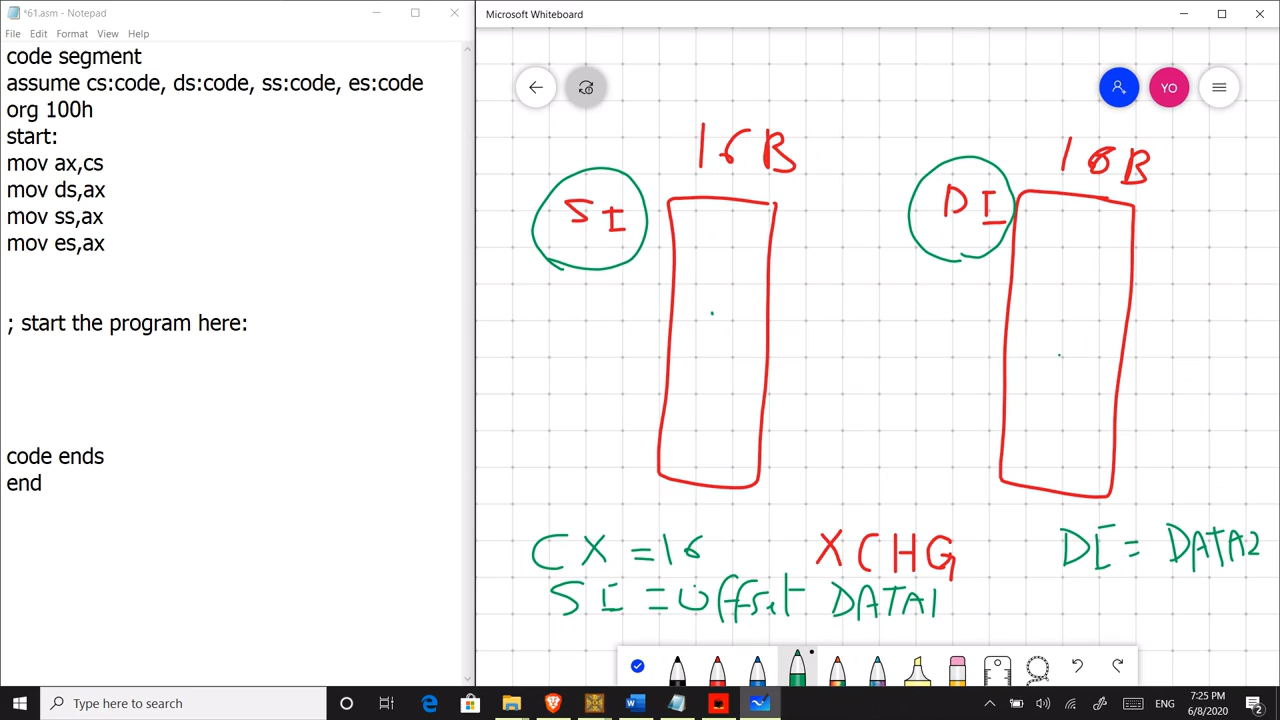 *61.asm - Notepad
File Edit Format View Help
code segment
assume cs:code, ds:code, ss:code, es:code
org 100h
start:
mov ax,cs
mov ds,ax
mov ss,ax
mov es,ax
; start the program here:
code ends
end
Microsoft Whiteboard
YO
16B
16B
SI
DI
CX = 16
XCHG
DI = DATA2
SI = Offset DATA1
Type here to search
ENG
7:25 PM
6/8/2020
2